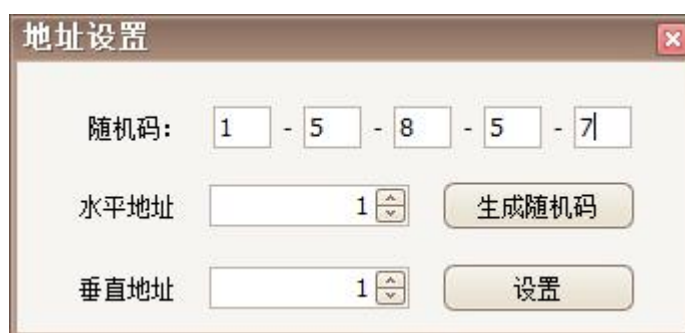 地址设置
随机码: 1 - 5 - 8 - 5 - 7
水平地址 1 生成随机码
垂直地址 1 设置